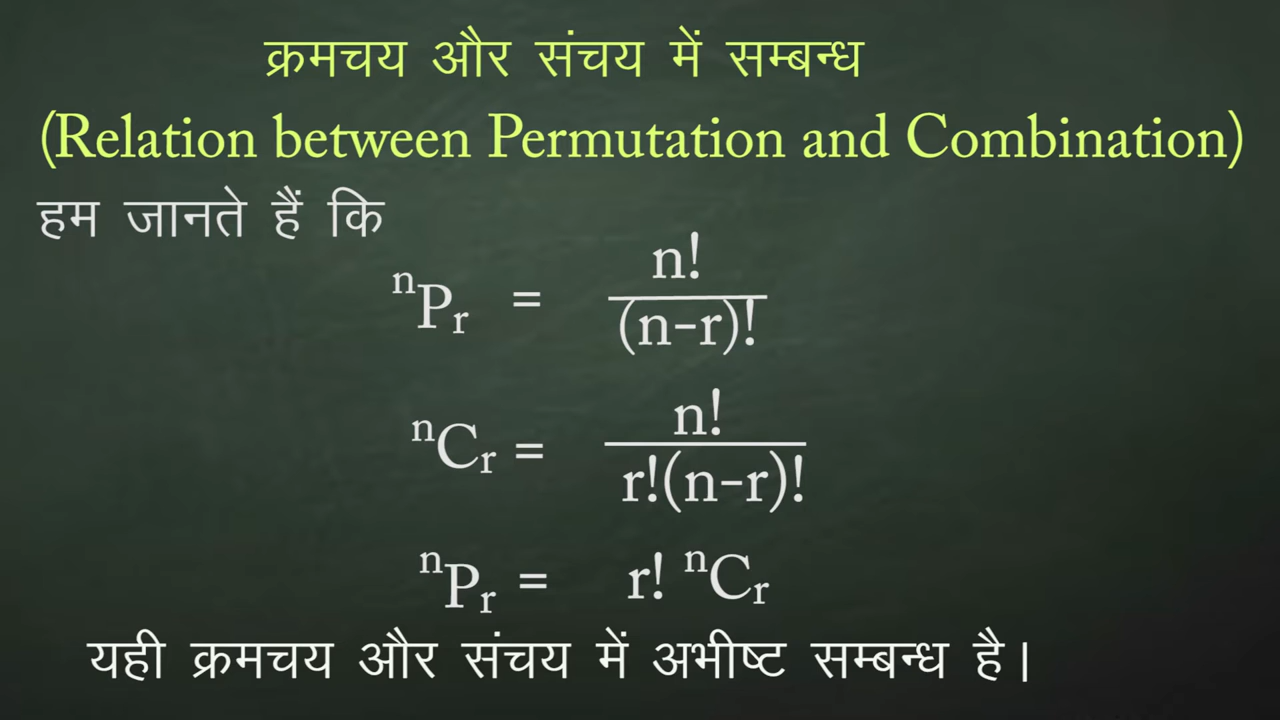 क्रमचय और संचय में सम्बन्ध
(Relation between Permutation and Combination)
हम जानते हैं कि
ⁿPᵣ = n!/(n-r)!
ⁿCᵣ = n!/r!(n-r)!
ⁿPᵣ = r! ⁿCᵣ
यही क्रमचय और संचय में अभीष्ट सम्बन्ध है।